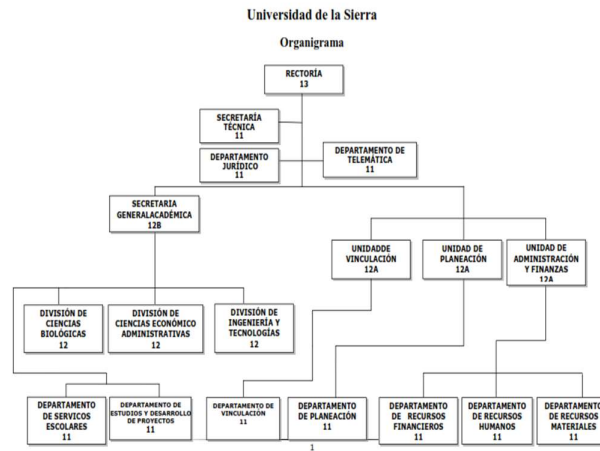 Universidad de la Sierra
Organigrama
RECTORÍA
13
SECRETARÍA
TÉCNICA
11
DEPARTAMENTO
JURÍDICO
11
DEPARTAMENTO DE
TELEMÁTICA
11
SECRETARIA
GENERALACADÉMICA
12B
UNIDADDE
VINCULACIÓN
12A
UNIDAD DE
PLANEACIÓN
12A
UNIDAD DE
ADMINISTRACIÓN
Y FINANZAS
12A
DIVISIÓN DE
CIENCIAS
BIOLÓGICAS
12
DIVISIÓN DE
CIENCIAS ECONÓMICO
ADMINISTRATIVAS
12
DIVISIÓN DE
INGENIERÍA Y
TECNOLOGÍAS
12
DEPARTAMENTO
DE SERVICOS
ESCOLARES
11
DEPARTAMENTO DE
ESTUDIOS Y DESARROLLO
DE PROYECTOS
11
DEPARTAMENTO DE
VINCULACIÓN
11
DEPARTAMENTO
DE PLANEACIÓN
11
DEPARTAMENTO
DE RECURSOS
FINANCIEROS
11
DEPARTAMENTO
DE RECURSOS
HUMANOS
11
DEPARTAMENTO
DE RECURSOS
MATERIALES
11
1